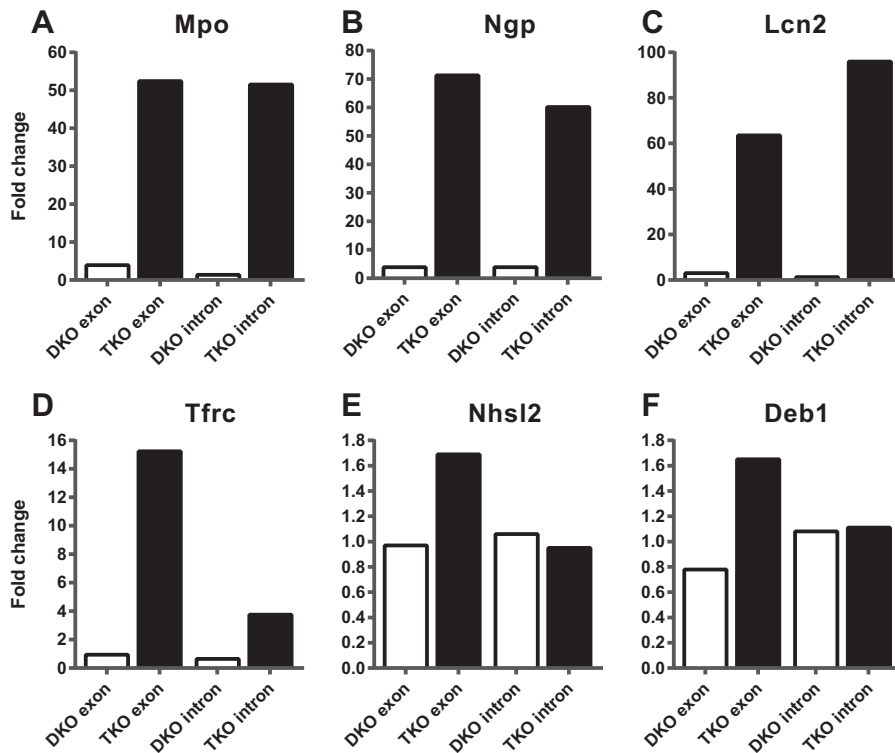 A Mpo
Fold change
60
50
40
30
20
10
0
DKO exon
TKO exon
DKO intron
TKO intron
B Ngp
80
70
60
50
40
30
20
10
0
DKO exon
TKO exon
DKO intron
TKO intron
C Lcn2
100
80
60
40
20
0
DKO exon
TKO exon
DKO intron
TKO intron
D Tfrc
Fold change
16
14
12
10
8
6
4
2
0
DKO exon
TKO exon
DKO intron
TKO intron
E Nhsl2
1.8
1.6
1.4
1.2
1.0
0.8
0.6
0.4
0.2
0.0
DKO exon
TKO exon
DKO intron
TKO intron
F Deb1
1.8
1.6
1.4
1.2
1.0
0.8
0.6
0.4
0.2
0.0
DKO exon
TKO exon
DKO intron
TKO intron